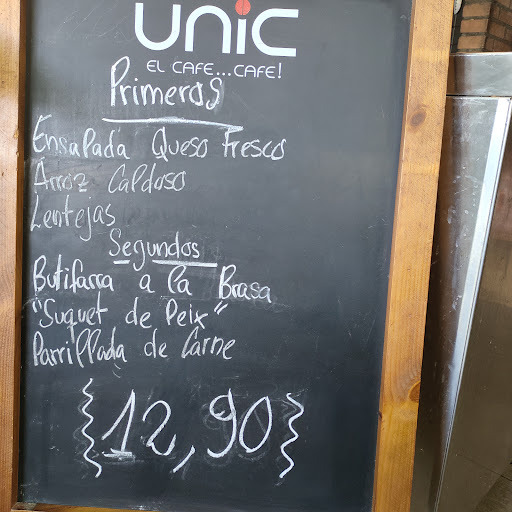 UNiC
EL CAFE...CAFE!
Primeros
Ensalada Queso Fresco
Arroz Caldoso
Lentejas
Segundos
Butifarra a la Brasa
"Suquet de Peix"
Parrillada de Carne
12,90